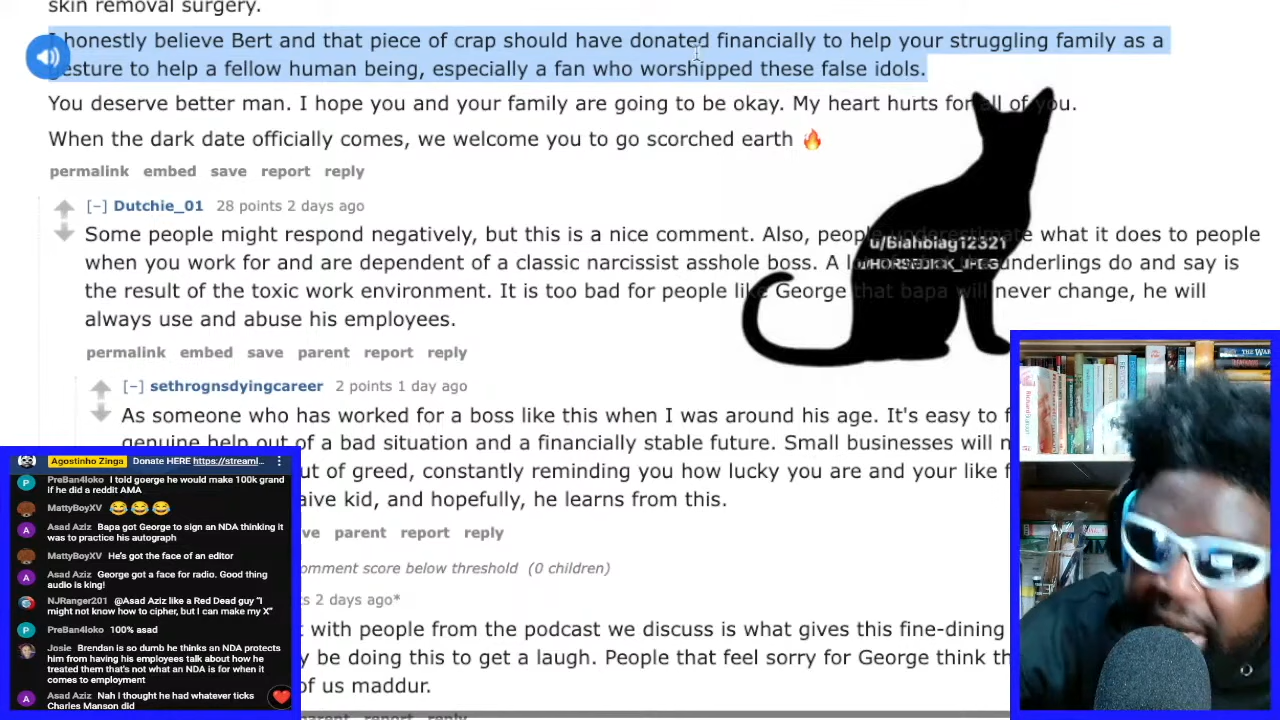 skin removal surgery.
I honestly believe Bert and that piece of crap should have donated financially to help your struggling family as a
gesture to help a fellow human being, especially a fan who worshipped these false idols.
You deserve better man. I hope you and your family are going to be okay. My heart hurts for all of you.
When the dark date officially comes, we welcome you to go scorched earth 🔥
permalink embed save report reply
[–] Dutchie_01 28 points 2 days ago
Some people might respond negatively, but this is a nice comment. Also, people underestimate what it does to people
u/Blahblag12321
when you work for and are dependent of a classic narcissist asshole boss. A underlings do and say is
u/HORSEDICK_JPEG
the result of the toxic work environment. It is too bad for people like George that bapa will never change, he will
always use and abuse his employees.
permalink embed save parent report reply
[–] sethrogndyingcareer 2 points 1 day ago
As someone who has worked for a boss like this when I was around his age. It's easy to
genuine help out of a bad situation and a financially stable future. Small businesses will
out of greed, constantly reminding you how lucky you are and your like
naive kid, and hopefully, he learns from this.
parent report reply
comment score below threshold (0 children)
2 days ago*
with people from the podcast we discuss is what gives this fine-dining
be doing this to get a laugh. People that feel sorry for George think
of us maddur.
parent report reply
Agostinho Zinga Donate HERE https://streaml...
PreBan4loko I told goerge he would make 100k grand
if he did a reddit AMA
MattyBoyXV 😂 😂 😂
Asad Aziz Bapa got George to sign an NDA thinking it
was to practice his autograph
MattyBoyXV He's got the face of an editor
Asad Aziz George got a face for radio. Good thing
audio is king!
NJRanger201 @Asad Aziz like a Red Dead guy "I
might not know how to cipher, but I can make my X"
PreBan4loko 100% asad
Josie Brendan is so dumb he thinks an NDA protects
him from having his employees talk about how he
treated them that's not what an NDA is for when it
comes to employment
Asad Aziz Nah I thought he had whatever ticks
Charles Manson did
THE WAR